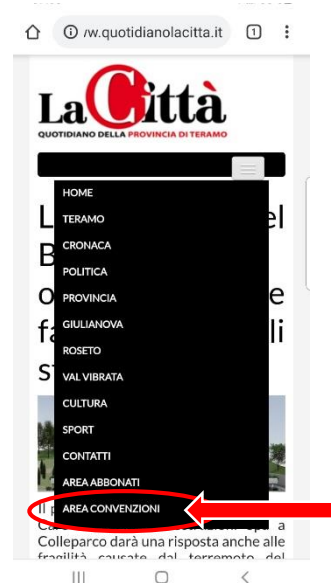 /w.quotidianolacitta.it 1
La Città
QUOTIDIANO DELLA PROVINCIA DI TERAMO
HOME
TERAMO
CRONACA
POLITICA
PROVINCIA
GIULIANOVA
ROSETO
VAL VIBRATA
CULTURA
SPORT
CONTATTI
AREA ABBONATI
AREA CONVENZIONI
Colleparco darà una risposta anche alle
fragilità causate dal terremoto del